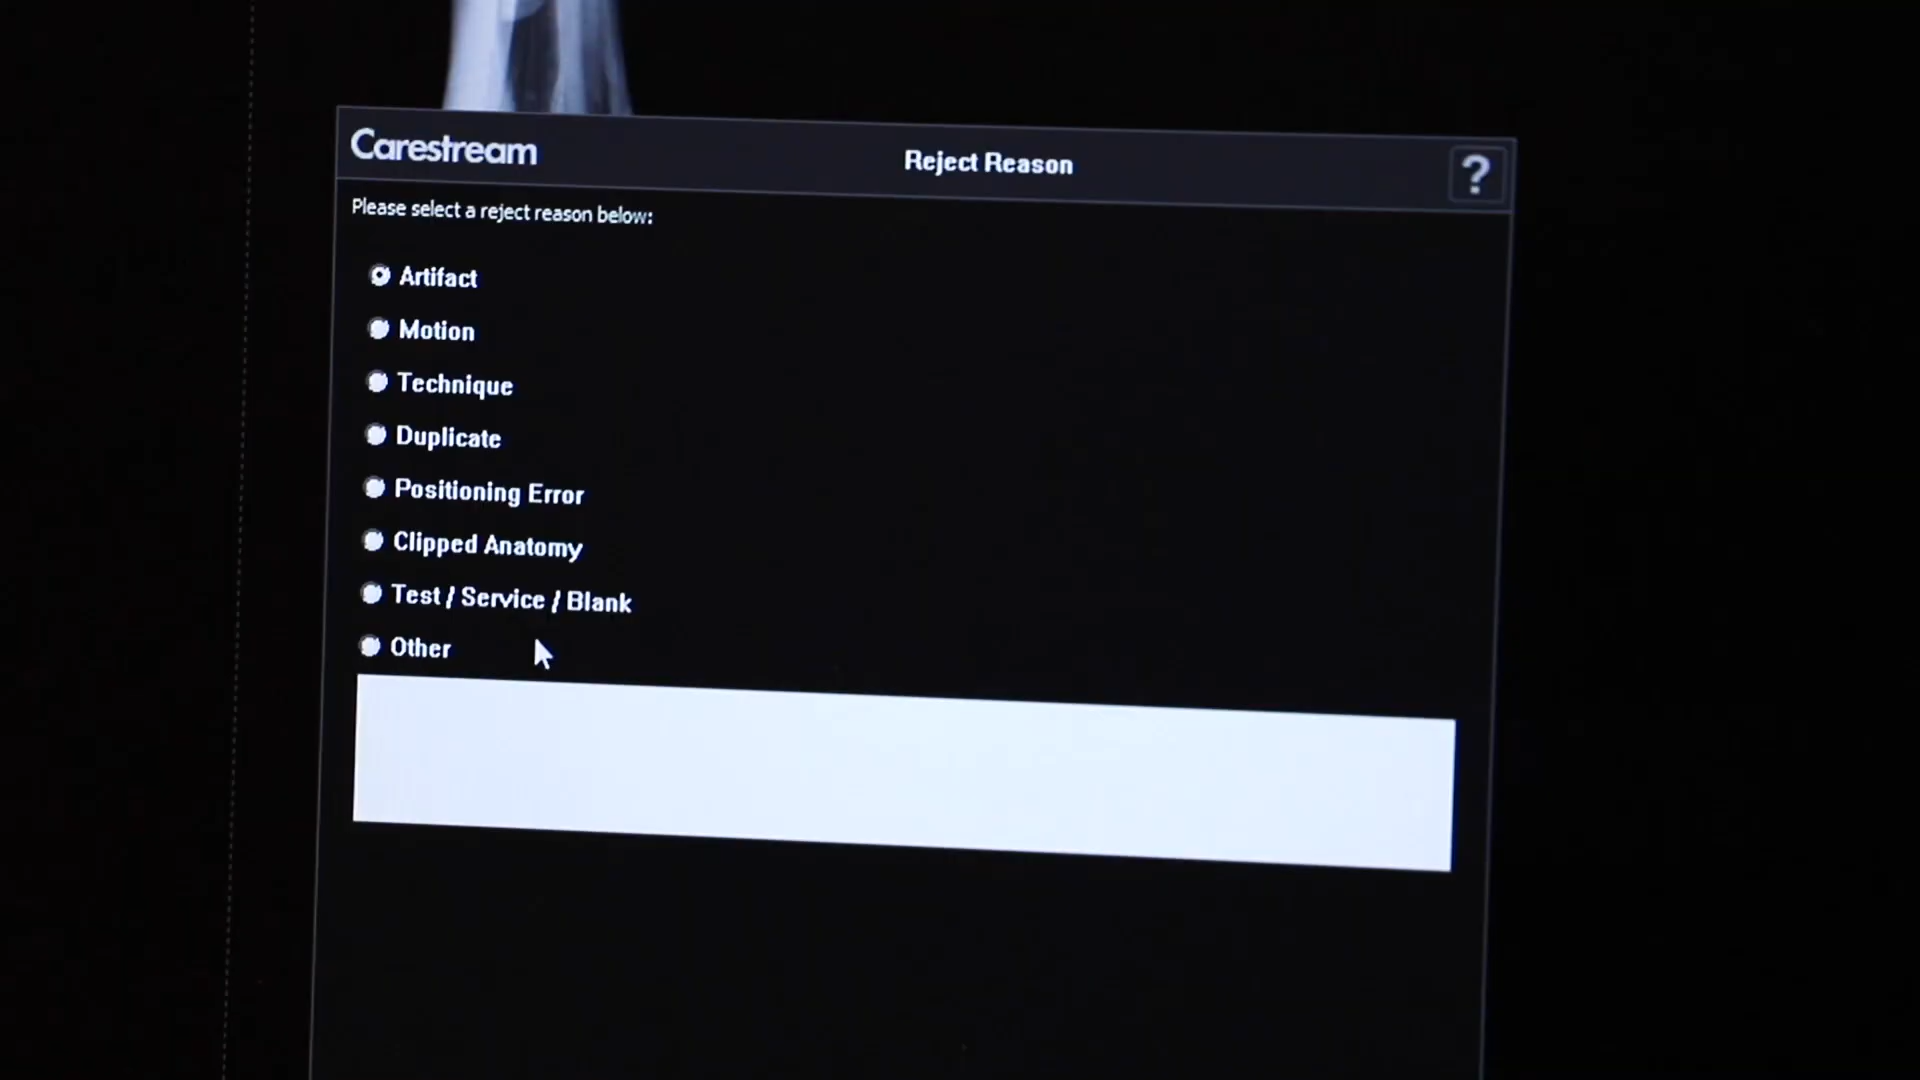 Carestream
Reject Reason
?
Please select a reject reason below:
Artifact
Motion
Technique
Duplicate
Positioning Error
Clipped Anatomy
Test / Service / Blank
Other